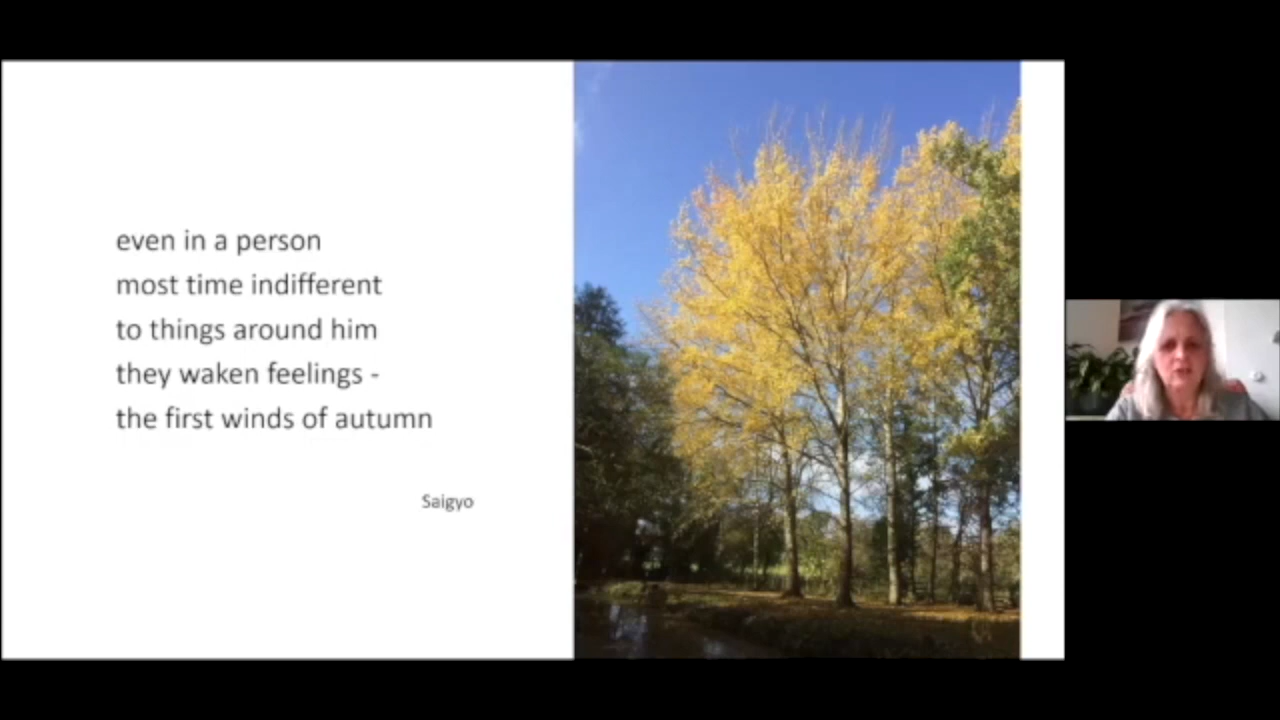 even in a person
most time indifferent
to things around him
they waken feelings -
the first winds of autumn
Saigyo